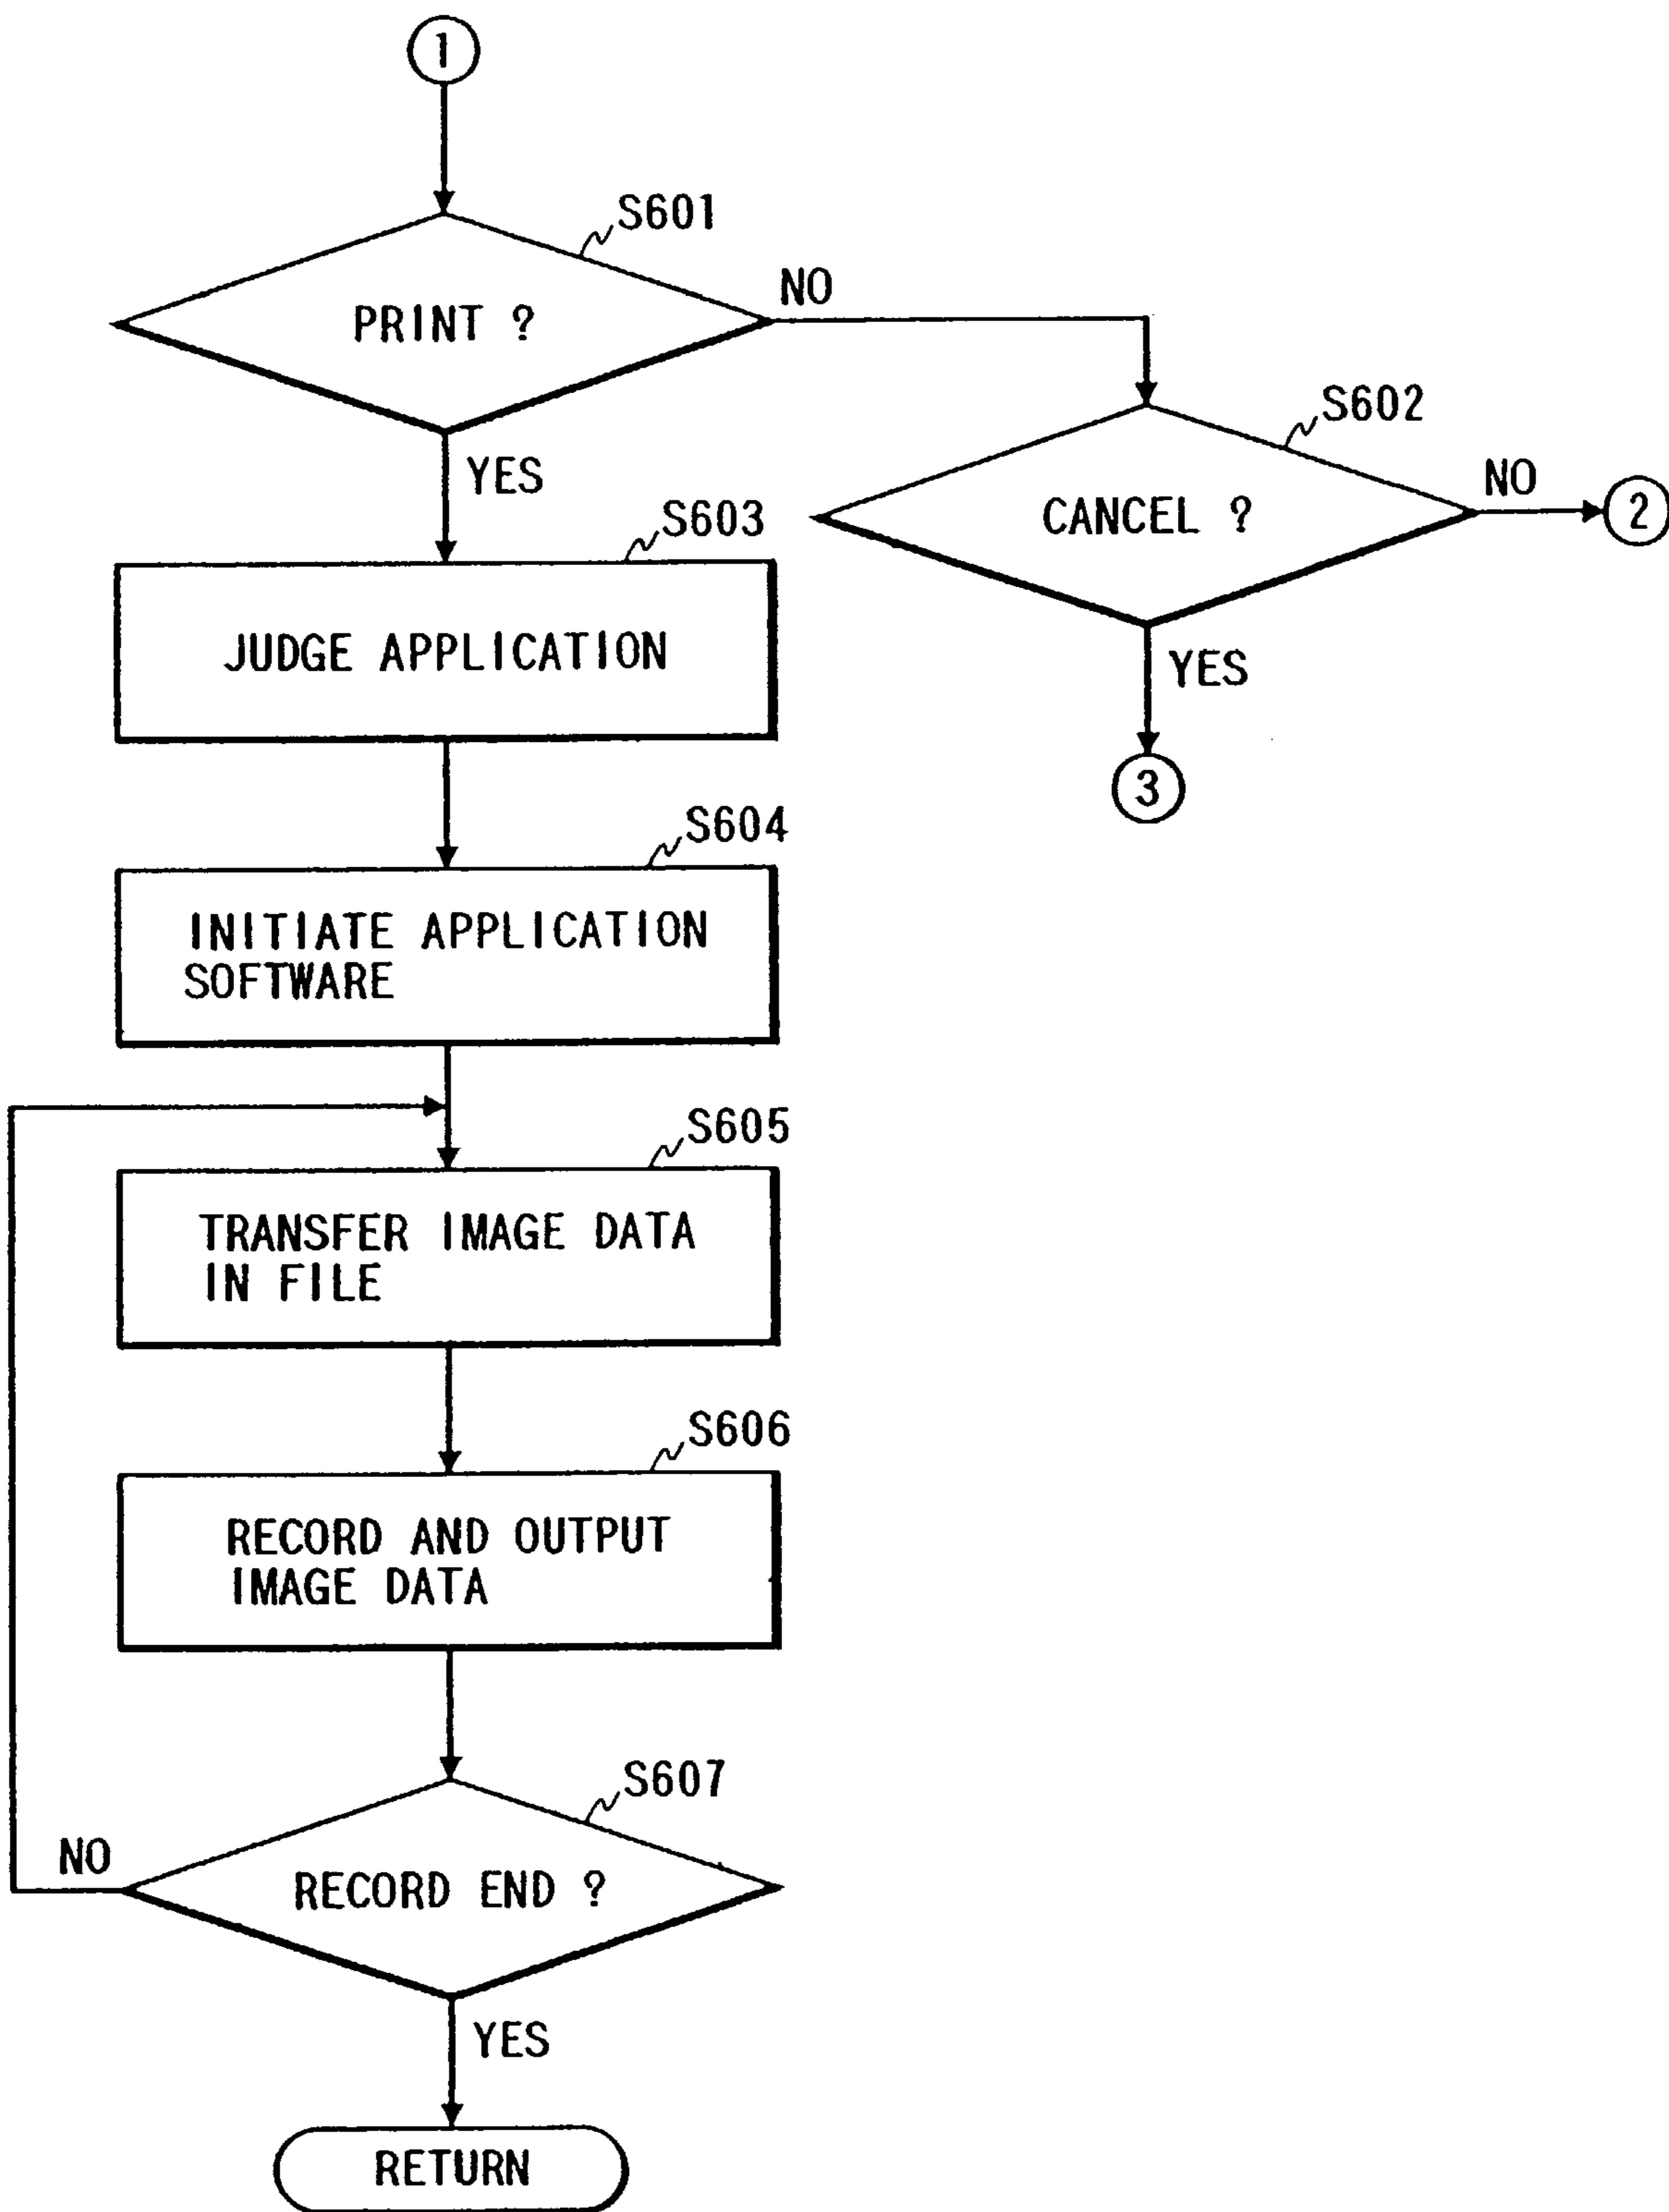 1
S601
PRINT ?
NO
YES
S602
CANCEL ?
NO
2
YES
3
S603
JUDGE APPLICATION
S604
INITIATE APPLICATION
SOFTWARE
S605
TRANSFER IMAGE DATA
IN FILE
S606
RECORD AND OUTPUT
IMAGE DATA
S607
NO
RECORD END ?
YES
RETURN